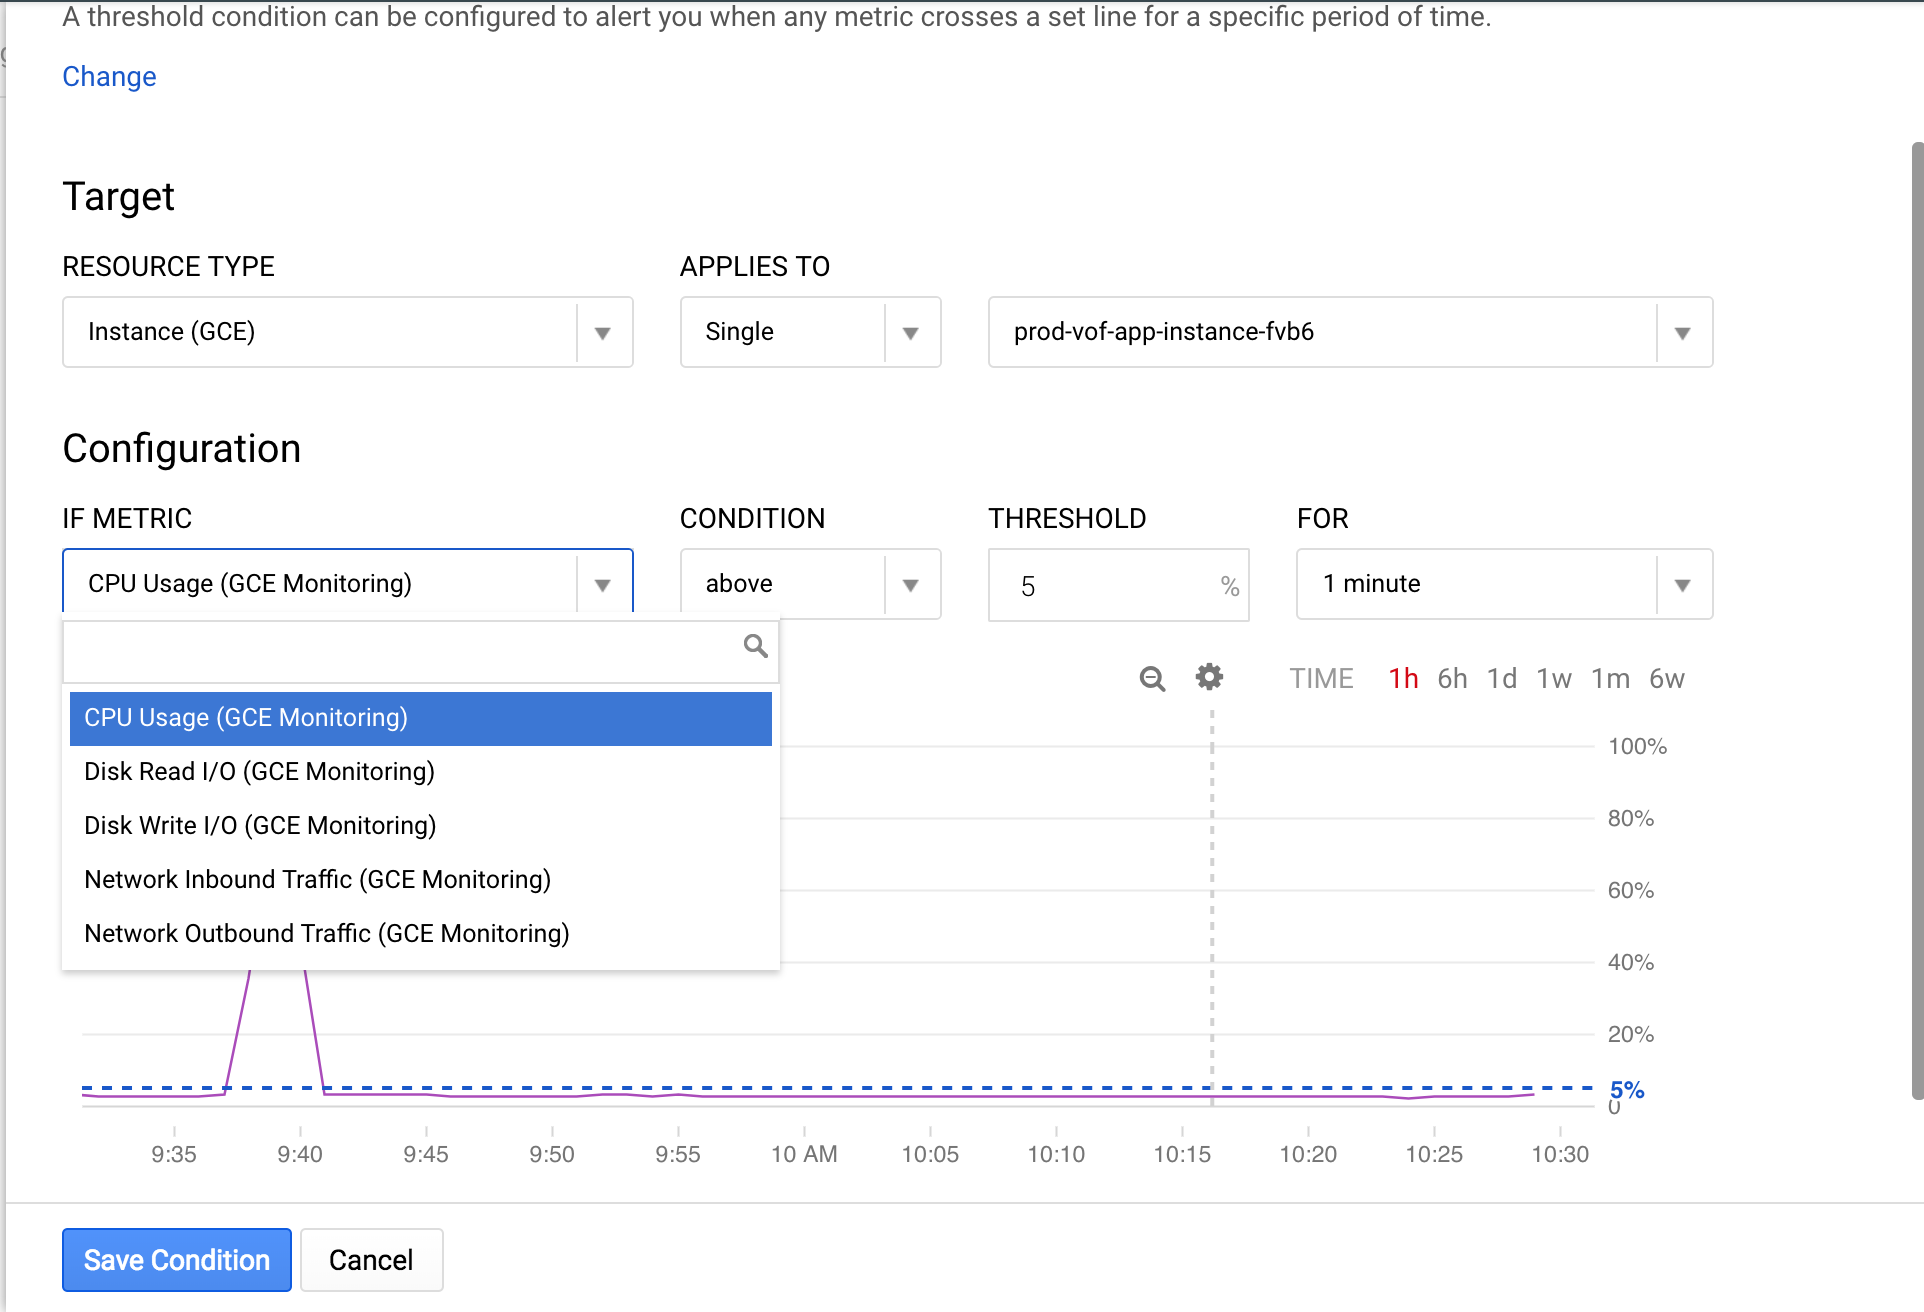 A threshold condition can be configured to alert you when any metric crosses a set line for a specific period of time.
Change
Target
RESOURCE TYPE APPLIES TO
Instance (GCE) Single prod-vof-app-instance-fvb6
Configuration
IF METRIC CONDITION THRESHOLD FOR
CPU Usage (GCE Monitoring) above 5 % 1 minute
TIME 1h 6h 1d 1w 1m 6w
CPU Usage (GCE Monitoring)
Disk Read I/O (GCE Monitoring)
Disk Write I/O (GCE Monitoring)
Network Inbound Traffic (GCE Monitoring)
Network Outbound Traffic (GCE Monitoring)
100%
80%
60%
40%
20%
5%
0
9:35 9:40 9:45 9:50 9:55 10 AM 10:05 10:10 10:15 10:20 10:25 10:30
Save Condition Cancel